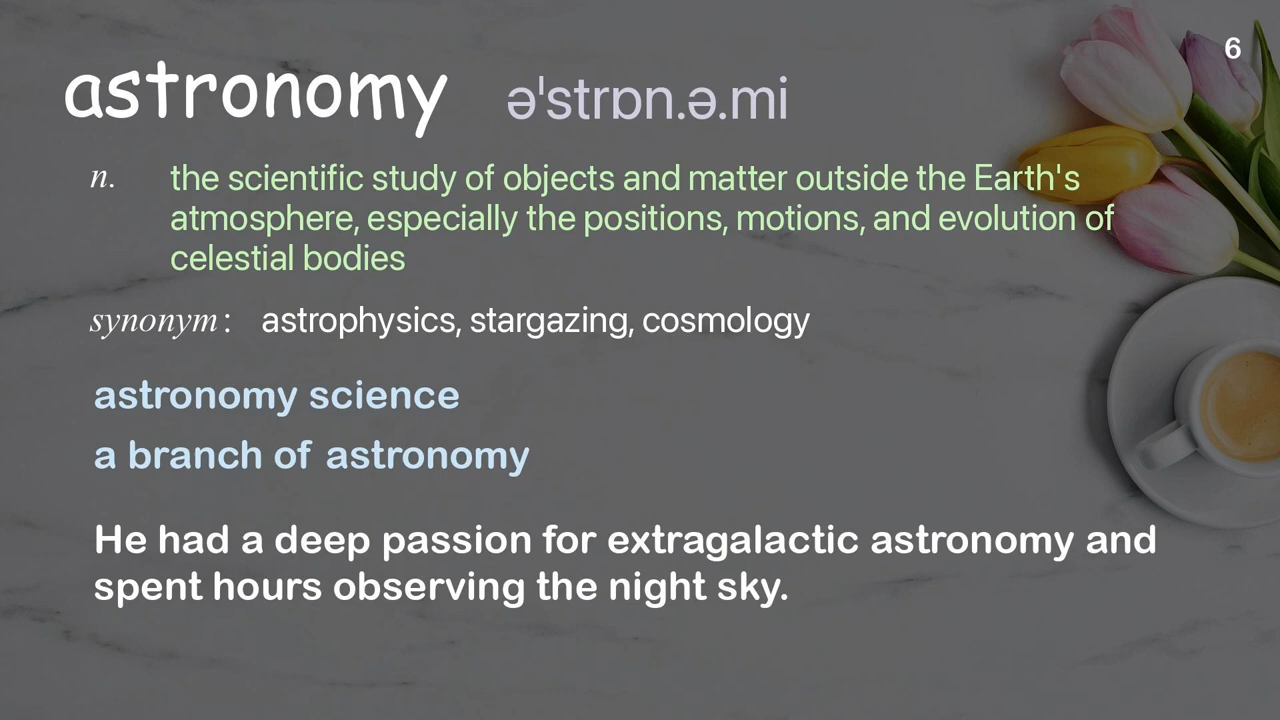 6
astronomy əˈstrɒn.ə.mi
n. the scientific study of objects and matter outside the Earth's
atmosphere, especially the positions, motions, and evolution of
celestial bodies
synonym: astrophysics, stargazing, cosmology
astronomy science
a branch of astronomy
He had a deep passion for extragalactic astronomy and
spent hours observing the night sky.